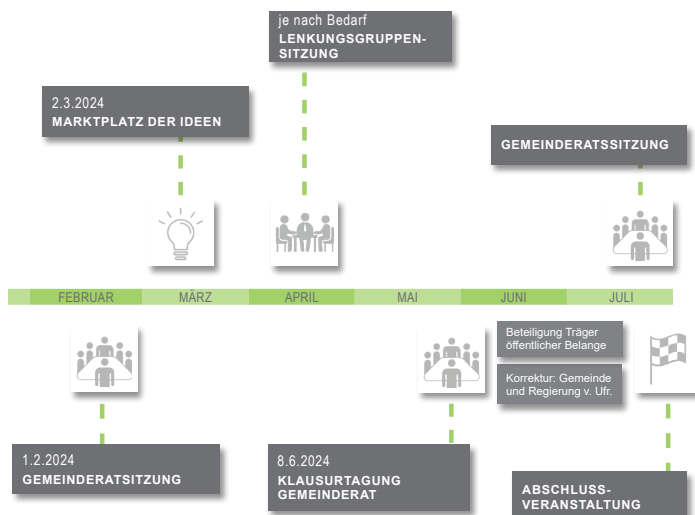 je nach Bedarf
LENKUNGSGRUPPEN-
SITZUNG
2.3.2024
MARKTPLATZ DER IDEEN
GEMEINDERATSSITZUNG
FEBRUAR MÄRZ APRIL MAI JUNI JULI
Beteiligung Träger
öffentlicher Belange
Korrektur: Gemeinde
und Regierung v. Ufr.
1.2.2024
GEMEINDERATSITZUNG
8.6.2024
KLAUSURTAGUNG
GEMEINDERAT
ABSCHLUSS-
VERANSTALTUNG